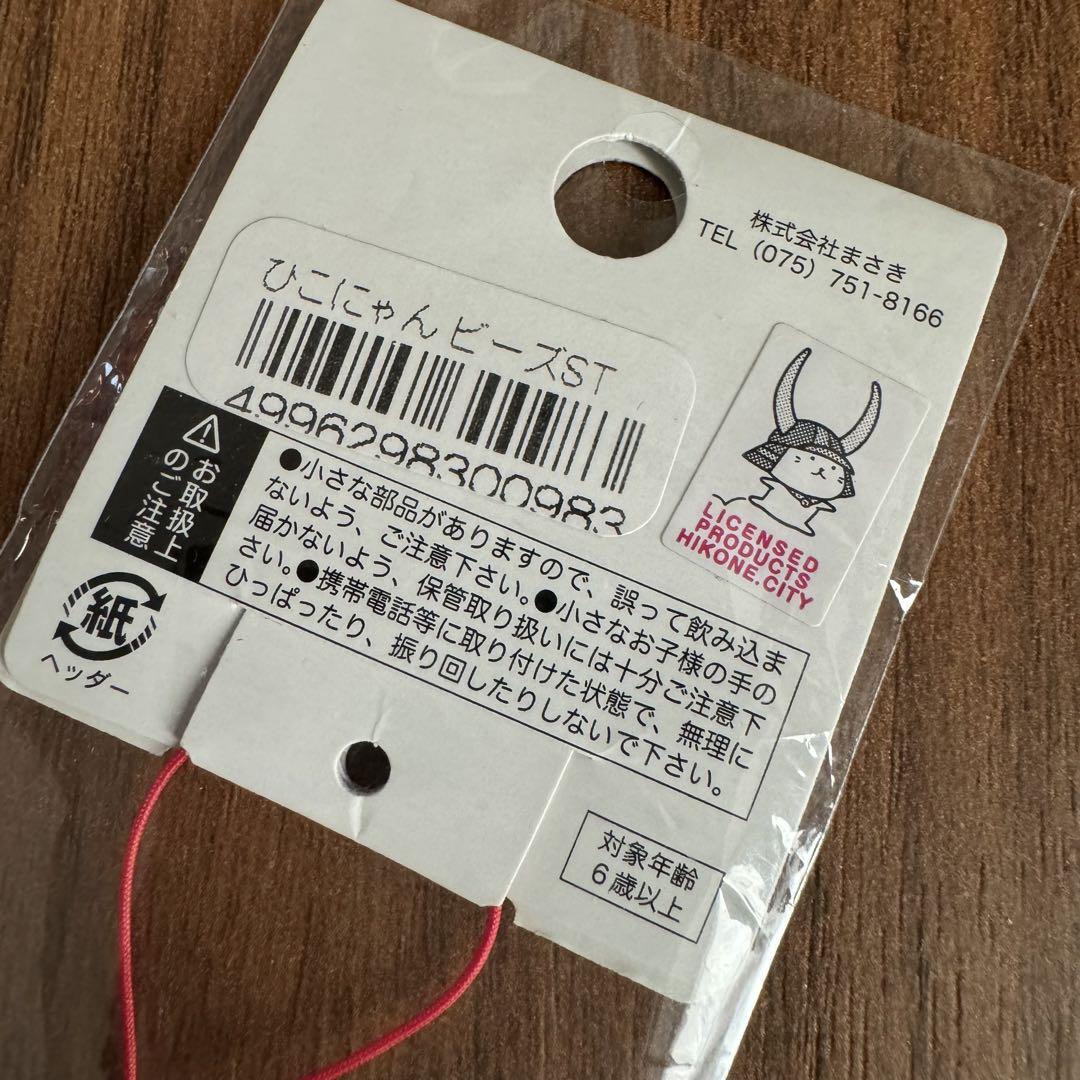 株式会社まさき
TEL (075) 751-8166
ひこにゃんビーズST
4996298300983
LICENSED
PRODUCTS
HIKONE.CITY
⚠お取扱上
のご注意
●小さな部品がありますので、誤って飲み込ま
ないよう、ご注意下さい。●小さなお子様の手の
届かないよう、保管取り扱いには十分ご注意下
さい。●携帯電話等に取り付けた状態で、無理に
ひっぱったり、振り回したりしないで下さい。
紙
ヘッダー
対象年齢
6歳以上